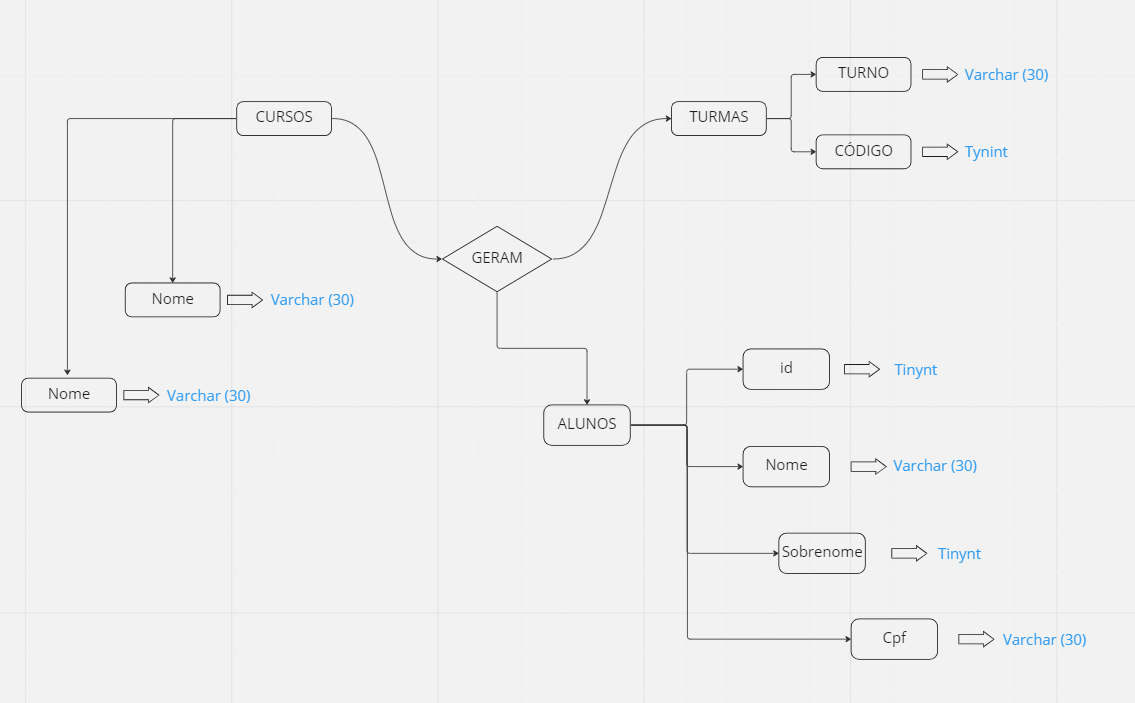 TURNO
Varchar (30)
CURSOS
TURMAS
CÓDIGO
Tynint
GERAM
Nome
Varchar (30)
id
Tinynt
Nome
Varchar (30)
ALUNOS
Nome
Varchar (30)
Sobrenome
Tinynt
Cpf
Varchar (30)